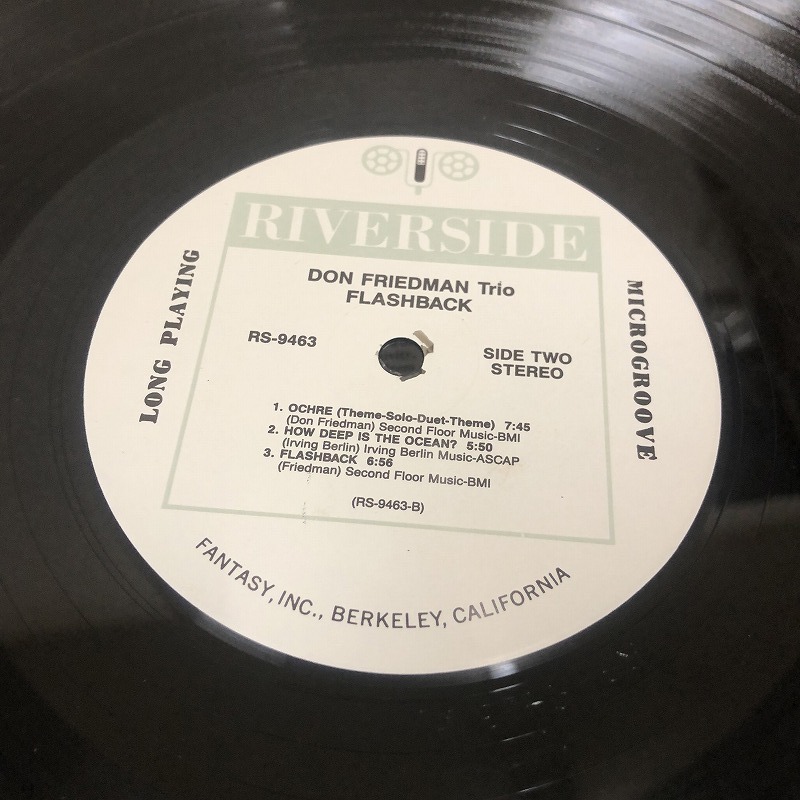 RIVERSIDE
DON FRIEDMAN Trio
FLASHBACK
LONG PLAYING
MICROGROOVE
RS-9463
SIDE TWO
STEREO
1. OCHRE (Theme-Solo-Duet-Theme) 7:45
(Don Friedman) Second Floor Music-BMI
2. HOW DEEP IS THE OCEAN? 5:50
(Irving Berlin) Irving Berlin Music-ASCAP
3. FLASHBACK 6:56
(Friedman) Second Floor Music-BMI
(RS-9463-B)
FANTASY, INC., BERKELEY, CALIFORNIA